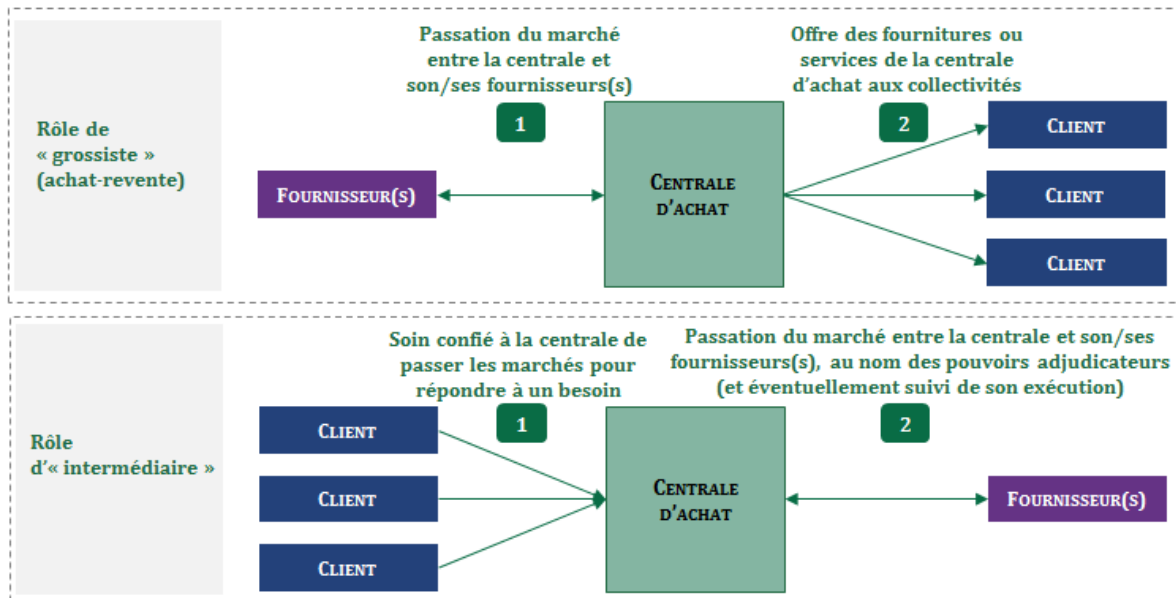 Rôle de
« grossiste »
(achat-revente)
Passation du marché
entre la centrale et
son/ses fournisseurs(s)
1
FOURNISSEUR(S)
CENTRALE
D'ACHAT
Offre des fournitures ou
services de la centrale
d'achat aux collectivités
2
CLIENT
CLIENT
CLIENT
Rôle
d'« intermédiaire »
Soin confié à la centrale de
passer les marchés pour
répondre à un besoin
1
CLIENT
CLIENT
CLIENT
CENTRALE
D'ACHAT
Passation du marché entre la centrale et son/ses
fournisseurs(s), au nom des pouvoirs adjudicateurs
(et éventuellement suivi de son exécution)
2
FOURNISSEUR(S)